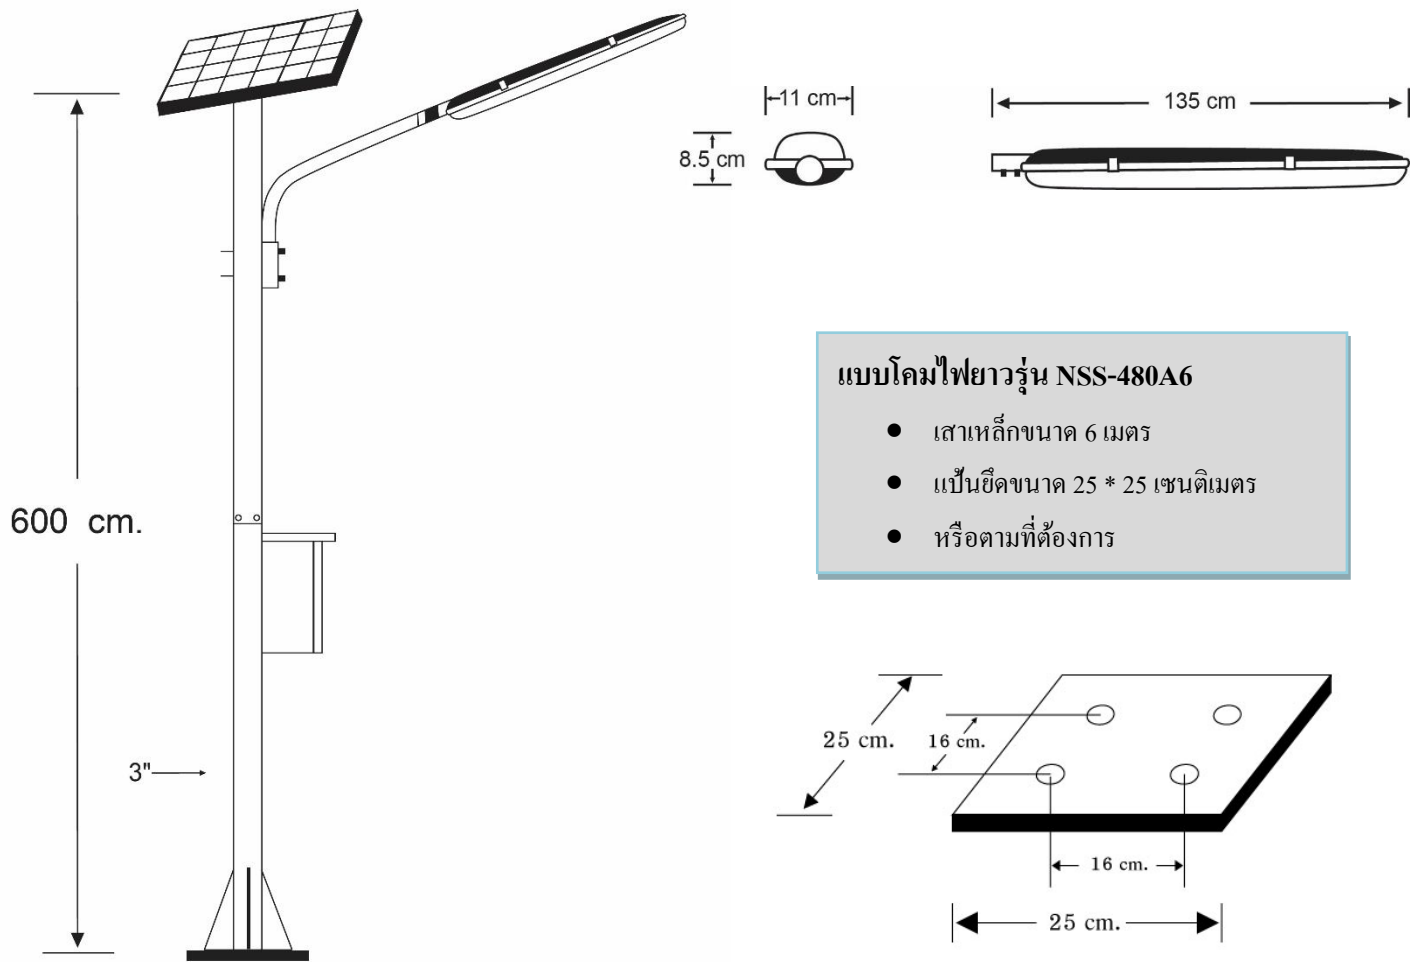 11 cm
8.5 cm
135 cm
แบบโคมไฟยาวรุ่น NSS-480A6
● เสาเหล็กขนาด 6 เมตร
● แป้นยึดขนาด 25 * 25 เซนติเมตร
● หรือตามที่ต้องการ
600 cm.
3"
25 cm.
16 cm.
16 cm.
25 cm.